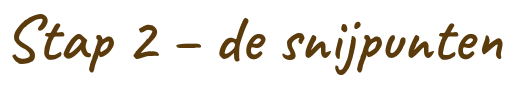 Stap 2 – de snijpunten